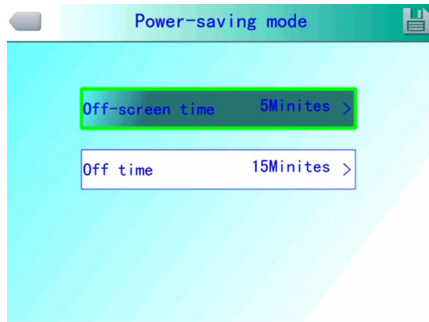 Power-saving mode
Off-screen time 5Minites >
Off time 15Minites >